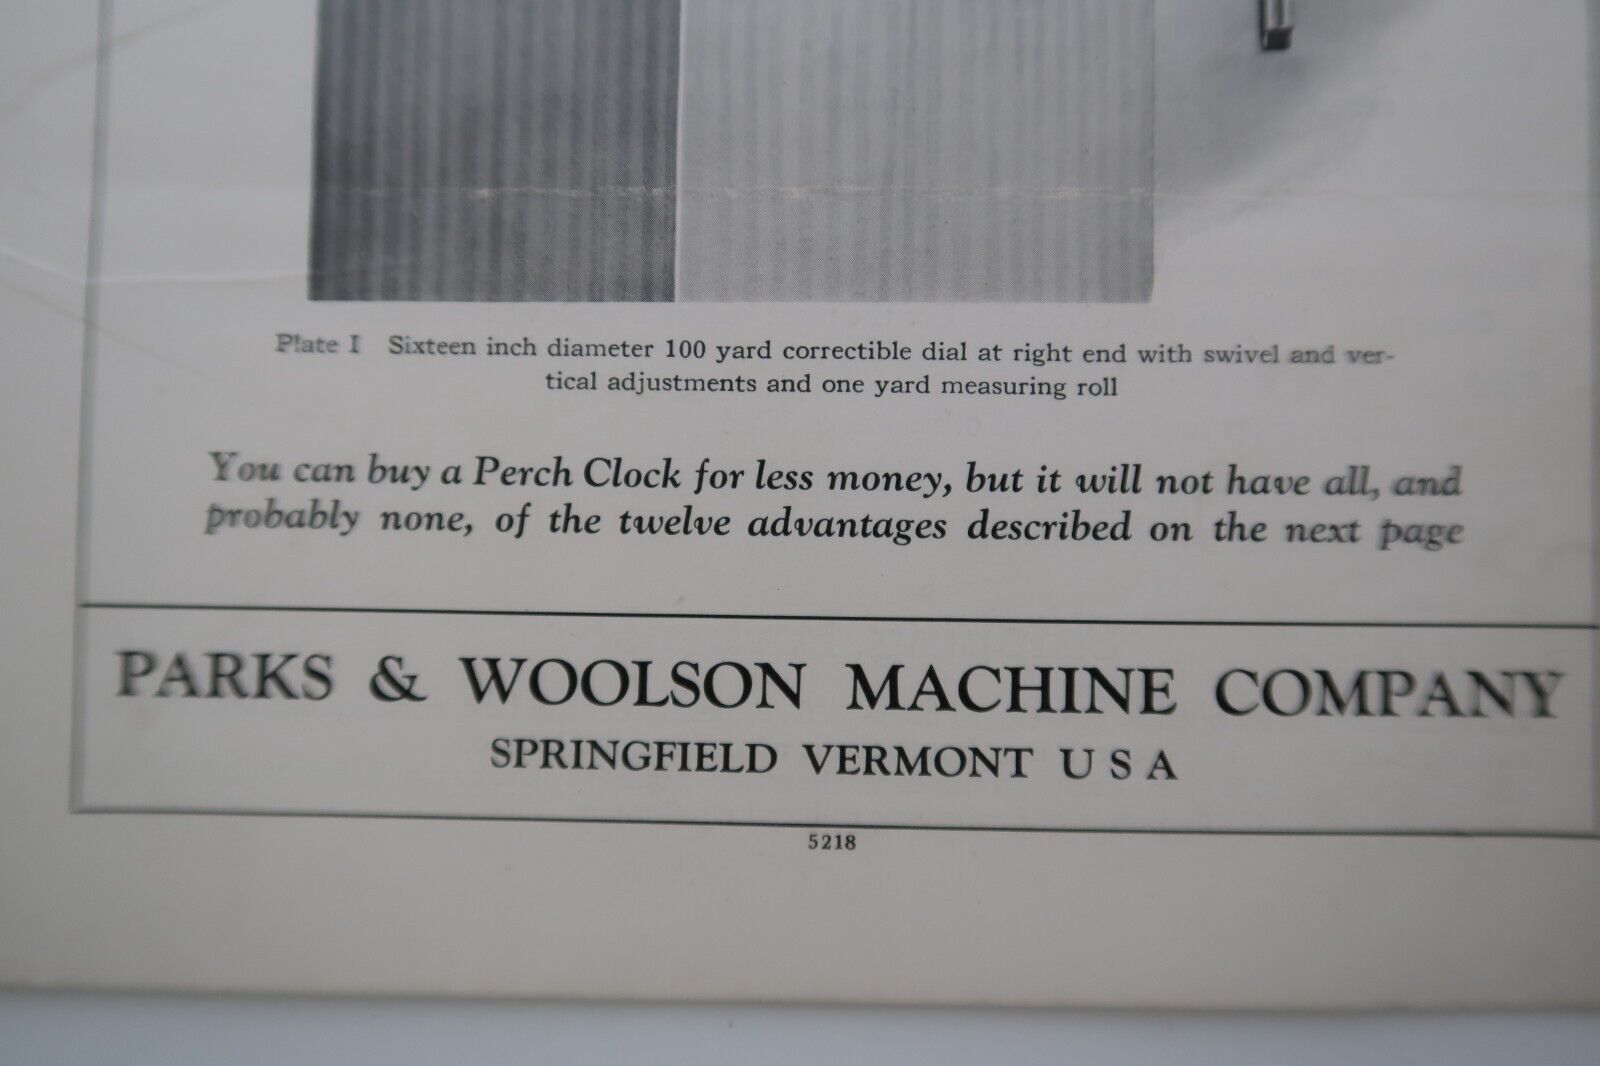 Plate I Sixteen inch diameter 100 yard correctible dial at right end with swivel and ver-
tical adjustments and one yard measuring roll
You can buy a Perch Clock for less money, but it will not have all, and
probably none, of the twelve advantages described on the next page
PARKS & WOOLSON MACHINE COMPANY
SPRINGFIELD VERMONT U S A
5218